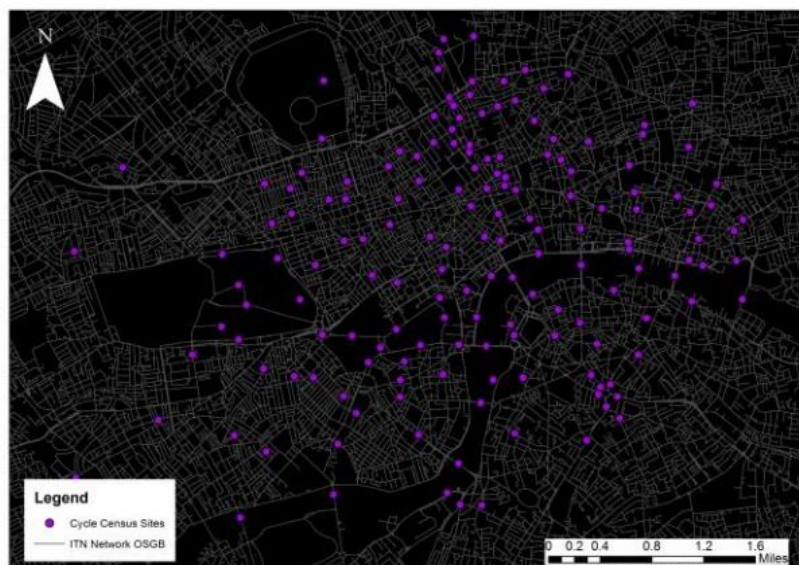 N
Legend
Cycle Census Sites
ITN Network OSGB
0 0.2 0.4 0.8 1.2 1.6
Miles